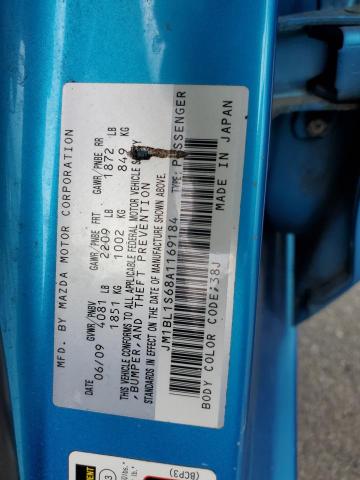 MFD. BY MAZDA MOTOR CORPORATION
DATE GVWR/PNBV GAWR/PNBE FRT GAWR/PNBE RR
06/09 4081 LB 2209 LB 1872 LB
1851 KG 1002 KG 849 KG
THIS VEHICLE CONFORMS TO ALL APPLICABLE FEDERAL MOTOR VEHICLE
, BUMPER, AND THEFT PREVENTION
STANDARDS IN EFFECT ON THE DATE OF MANUFACTURE SHOWN ABOVE.
JM1BL1S68A1169184 TYPE:
BODY COLOR CODE: 38J MADE IN JAPAN
(BCP3)